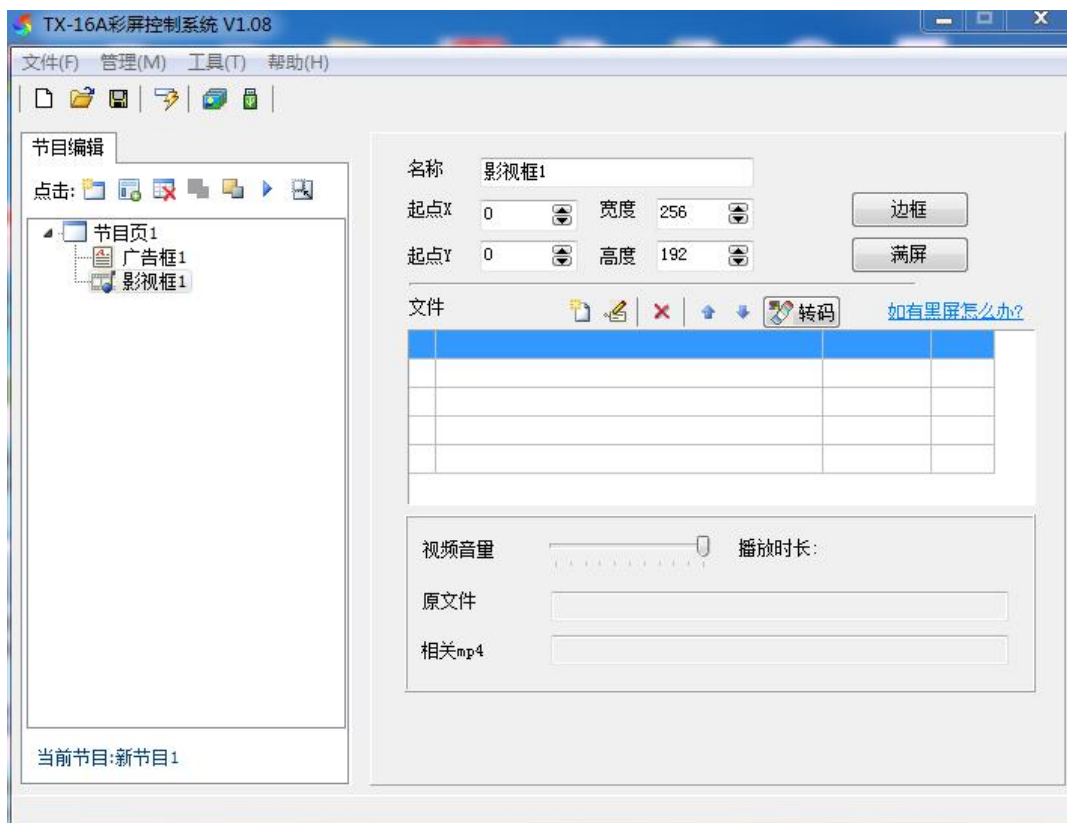 TX-16A彩屏控制系统 V1.08
文件(F) 管理(M) 工具(T) 帮助(H)
节目编辑
点击:
节目页1
广告框1
影视框1
当前节目:新节目1
名称 影视框1
起点X 0 宽度 256 边框
起点Y 0 高度 192 满屏
文件 转码 如有黑屏怎么办?
视频音量 播放时长:
原文件
相关mp4